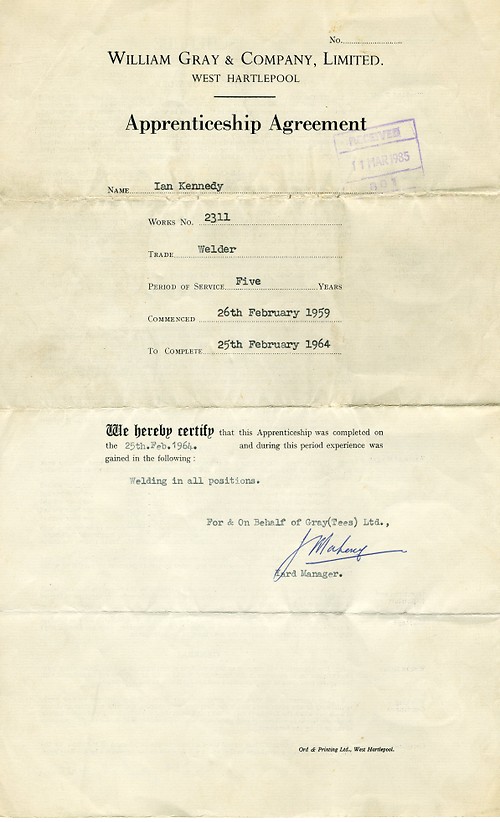 No.
WILLIAM GRAY & COMPANY, LIMITED.
WEST HARTLEPOOL
Apprenticeship Agreement
RECEIVED
11 MAR 1985
NAME Ian Kennedy
WORKS No. 2311
TRADE Welder
PERIOD OF SERVICE Five YEARS
COMMENCED 26th February 1959
TO COMPLETE 25th February 1964
We hereby certify that this Apprenticeship was completed on
the 25th.Feb.1964. and during this period experience was
gained in the following :
Welding in all positions.
For & On Behalf of Gray(Tees) Ltd.,
Yard Manager.
Ord & Printing Ltd., West Hartlepool.